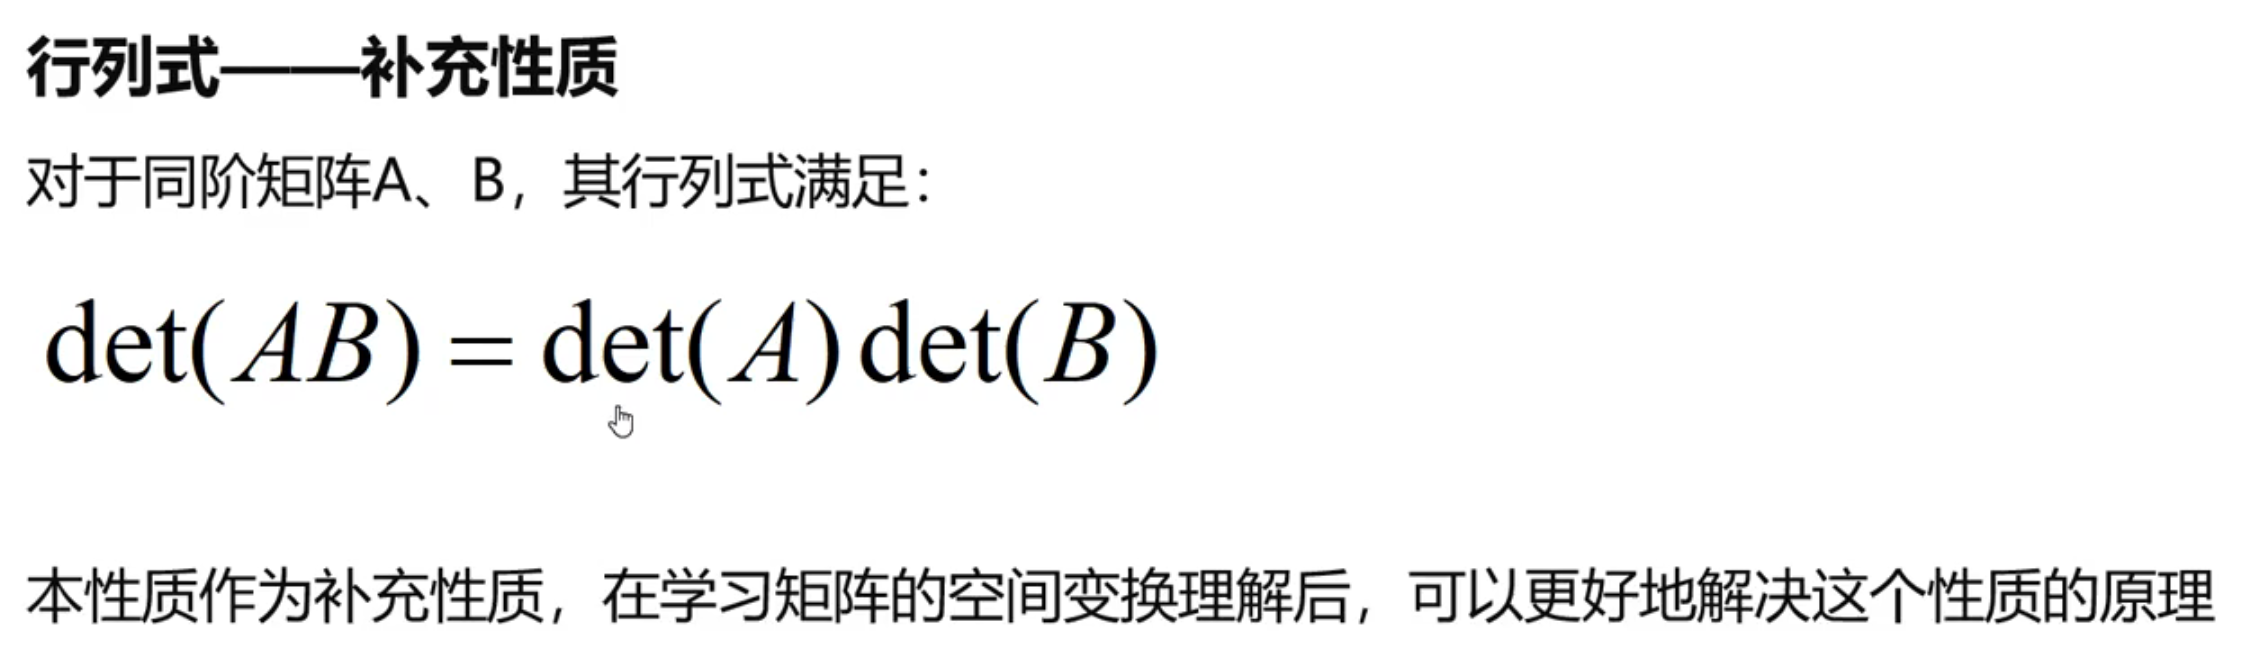 行列式——补充性质
对于同阶矩阵A、B，其行列式满足：
det(AB) = det(A) det(B)
本性质作为补充性质，在学习矩阵的空间变换理解后，可以更好地解决这个性质的原理